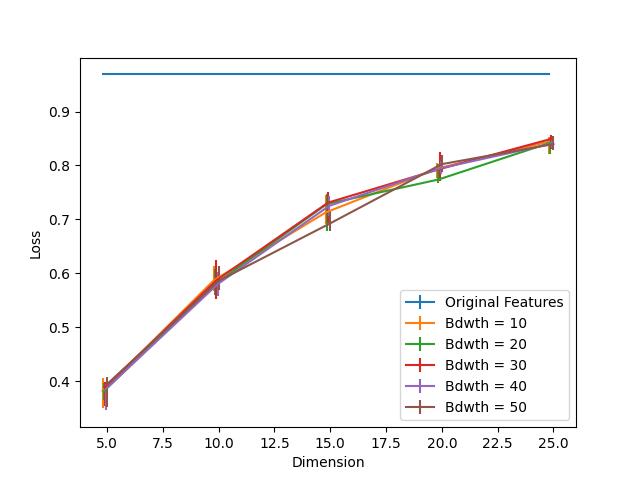 0.9
0.8
0.7
0.6
0.5
0.4
Loss
Original Features
Bdwth = 10
Bdwth = 20
Bdwth = 30
Bdwth = 40
Bdwth = 50
5.0 7.5 10.0 12.5 15.0 17.5 20.0 22.5 25.0
Dimension